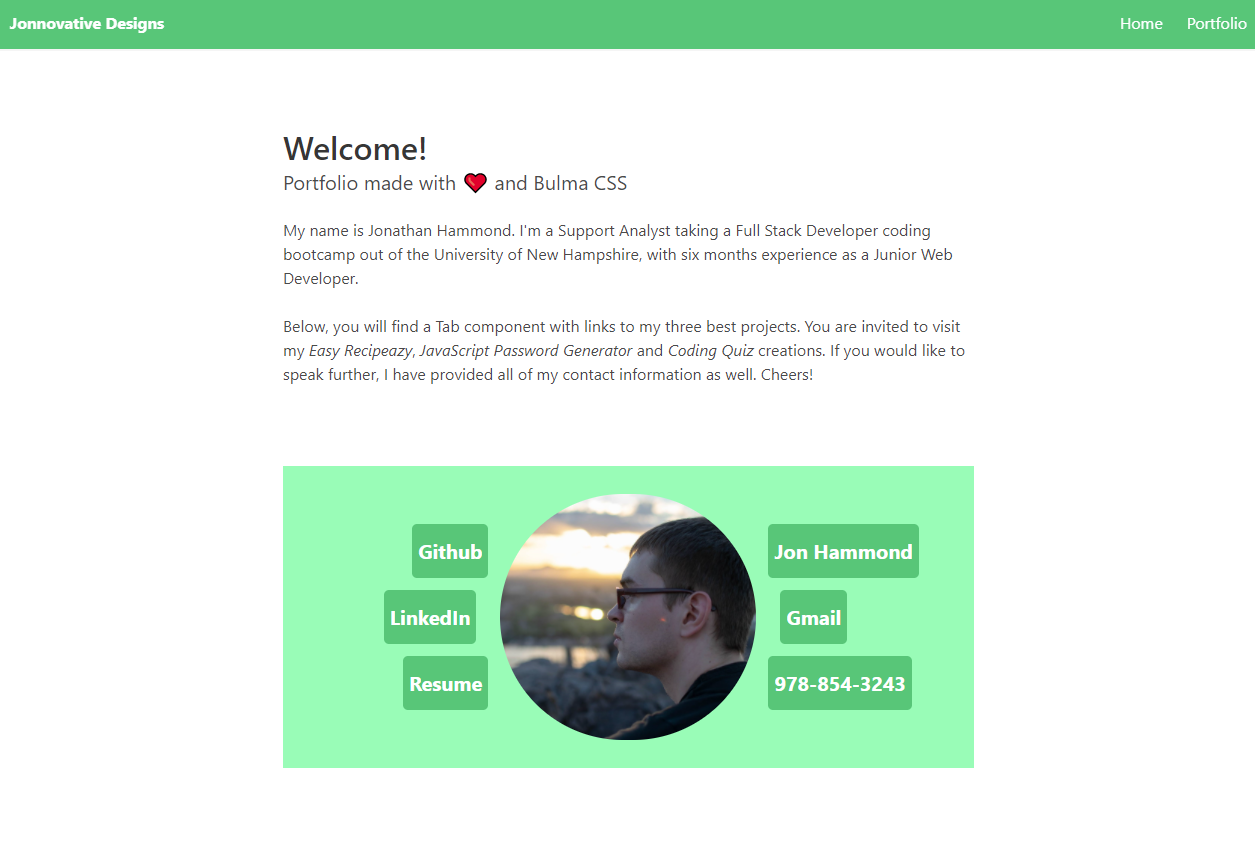 Jonnovative Designs
Home Portfolio
Welcome!
Portfolio made with ❤️ and Bulma CSS
My name is Jonathan Hammond. I'm a Support Analyst taking a Full Stack Developer coding
bootcamp out of the University of New Hampshire, with six months experience as a Junior Web
Developer.
Below, you will find a Tab component with links to my three best projects. You are invited to visit
my Easy Recipeazy, JavaScript Password Generator and Coding Quiz creations. If you would like to
speak further, I have provided all of my contact information as well. Cheers!
Github
LinkedIn
Resume
Jon Hammond
Gmail
978-854-3243